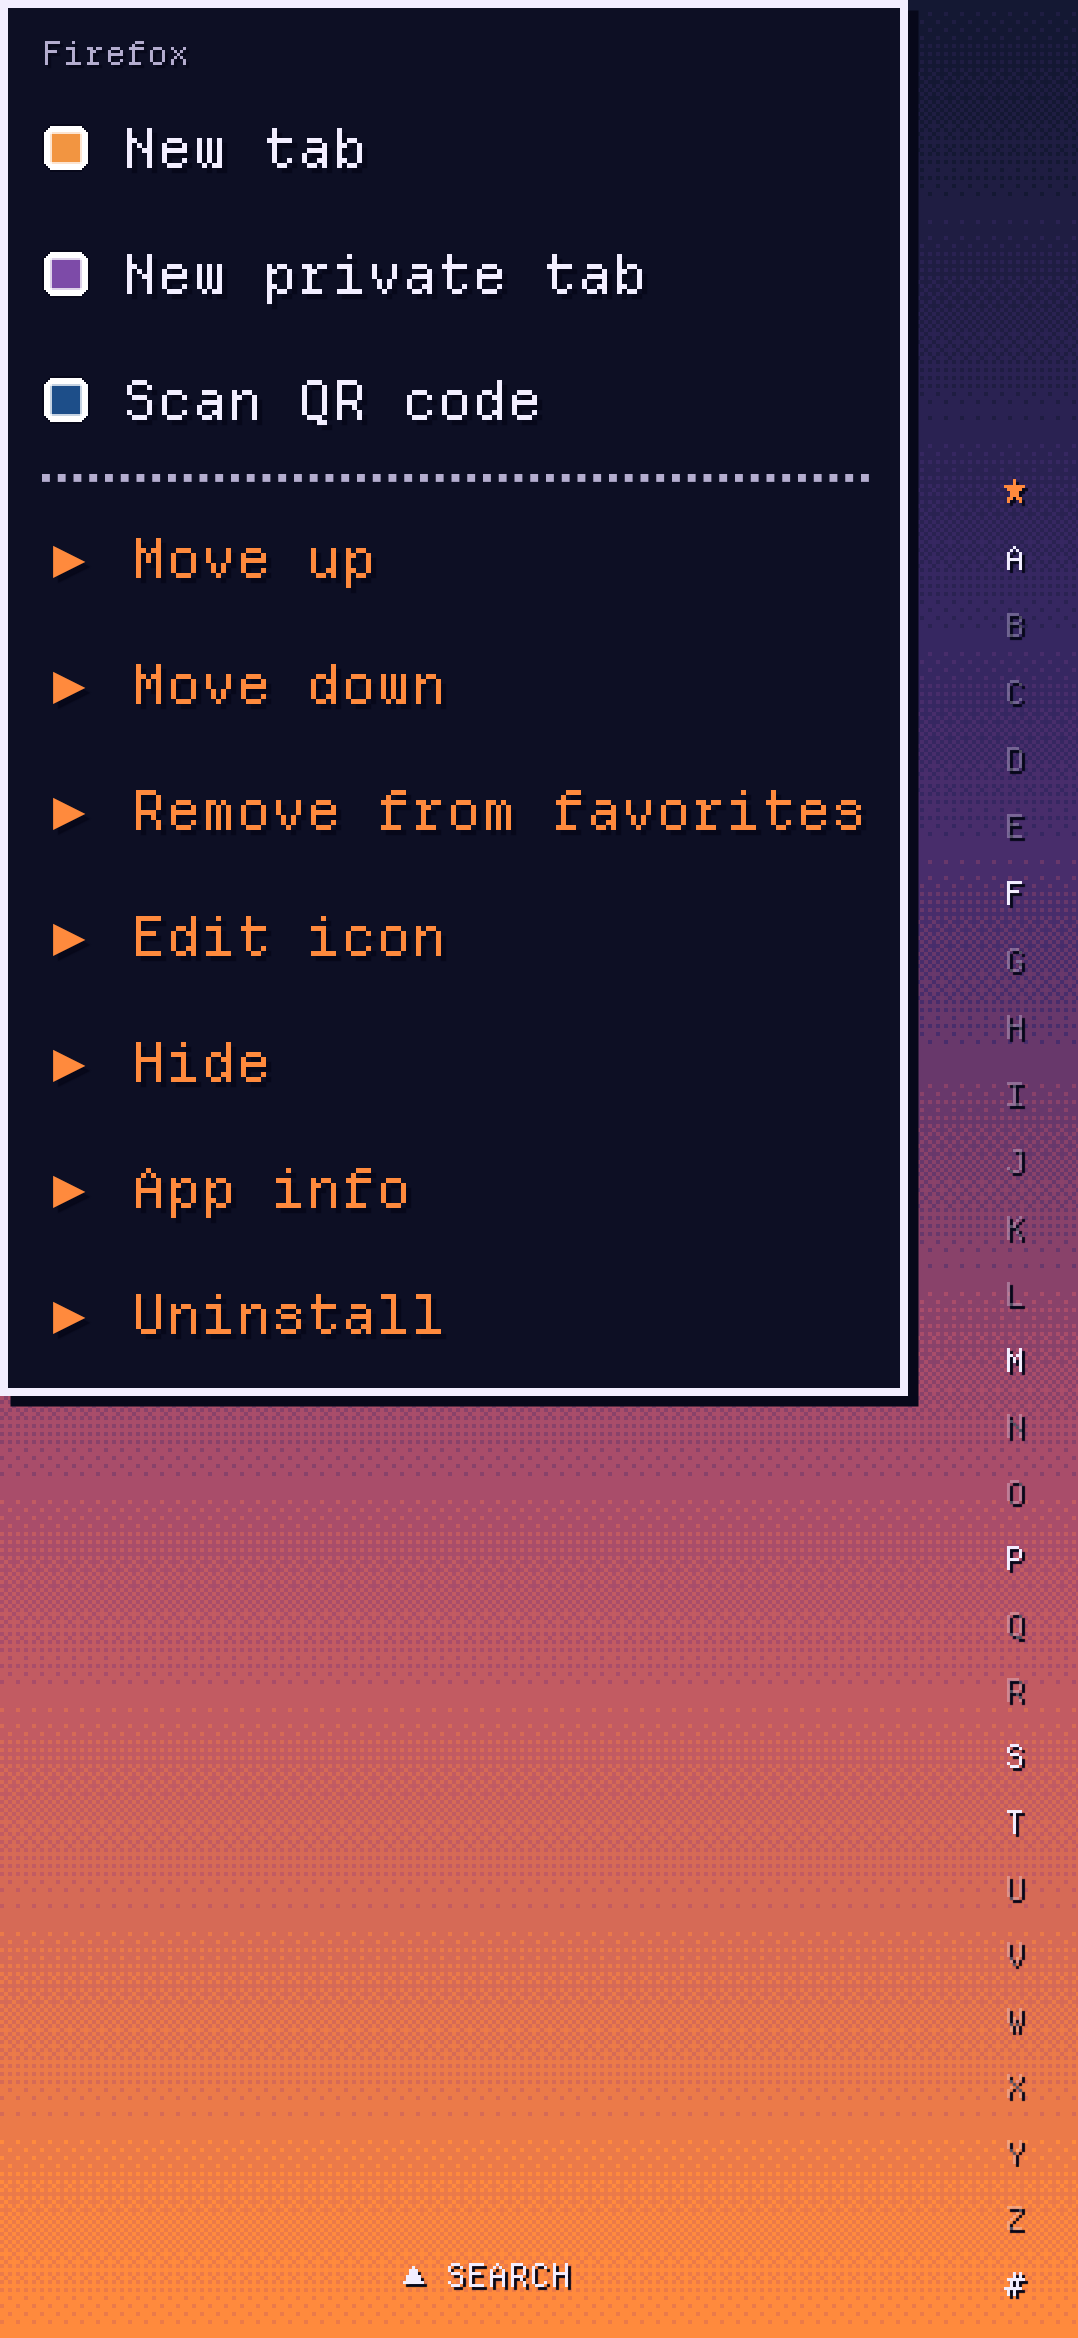 Firefox
New tab
New private tab
Scan QR code
▶ Move up
▶ Move down
▶ Remove from favorites
▶ Edit icon
▶ Hide
▶ App info
▶ Uninstall
★
A
B
C
D
E
F
G
H
I
J
K
L
M
N
O
P
Q
R
S
T
U
V
W
X
Y
Z
#
▲ SEARCH